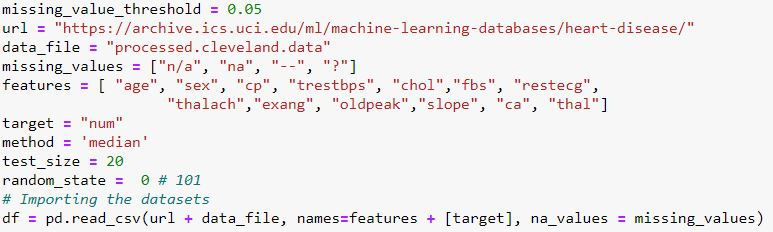 missing_value_threshold = 0.05
url = "https://archive.ics.uci.edu/ml/machine-learning-databases/heart-disease/"
data_file = "processed.cleveland.data"
missing_values = ["n/a", "na", "--", "?"]
features = [ "age", "sex", "cp", "trestbps", "chol","fbs", "restecg",
"thalach","exang", "oldpeak","slope", "ca", "thal"]
target = "num"
method = 'median'
test_size = 20
random_state =  0 # 101
# Importing the datasets
df = pd.read_csv(url + data_file, names=features + [target], na_values = missing_values)